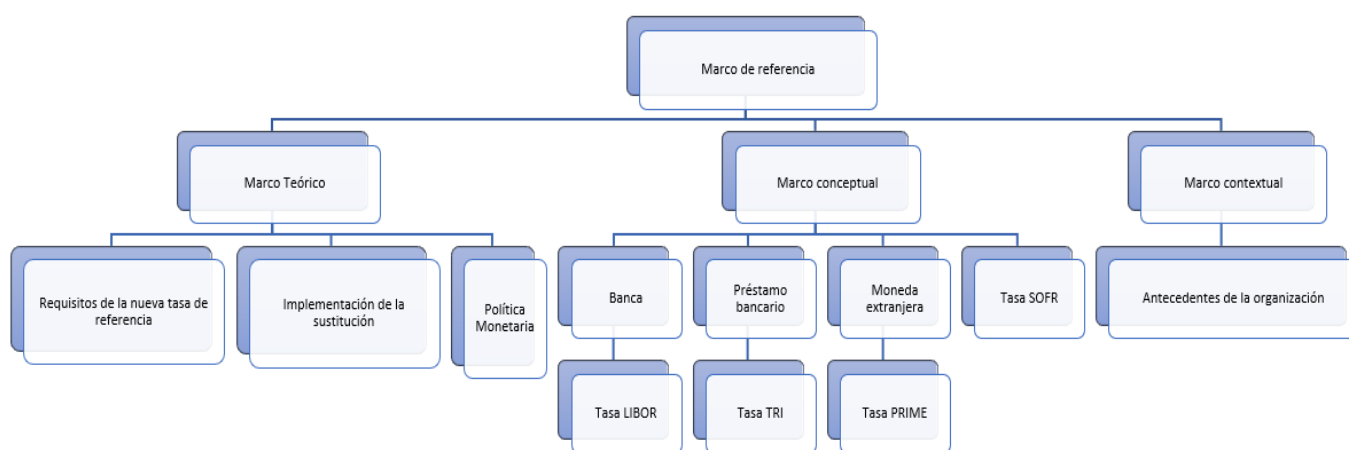 Marco de referencia
Marco Teórico
Marco conceptual
Marco contextual
Requisitos de la nueva tasa de
referencia
Implementación de la
sustitución
Política
Monetaria
Banca
Préstamo
bancario
Moneda
extranjera
Tasa SOFR
Antecedentes de la organización
Tasa LIBOR
Tasa TRI
Tasa PRIME